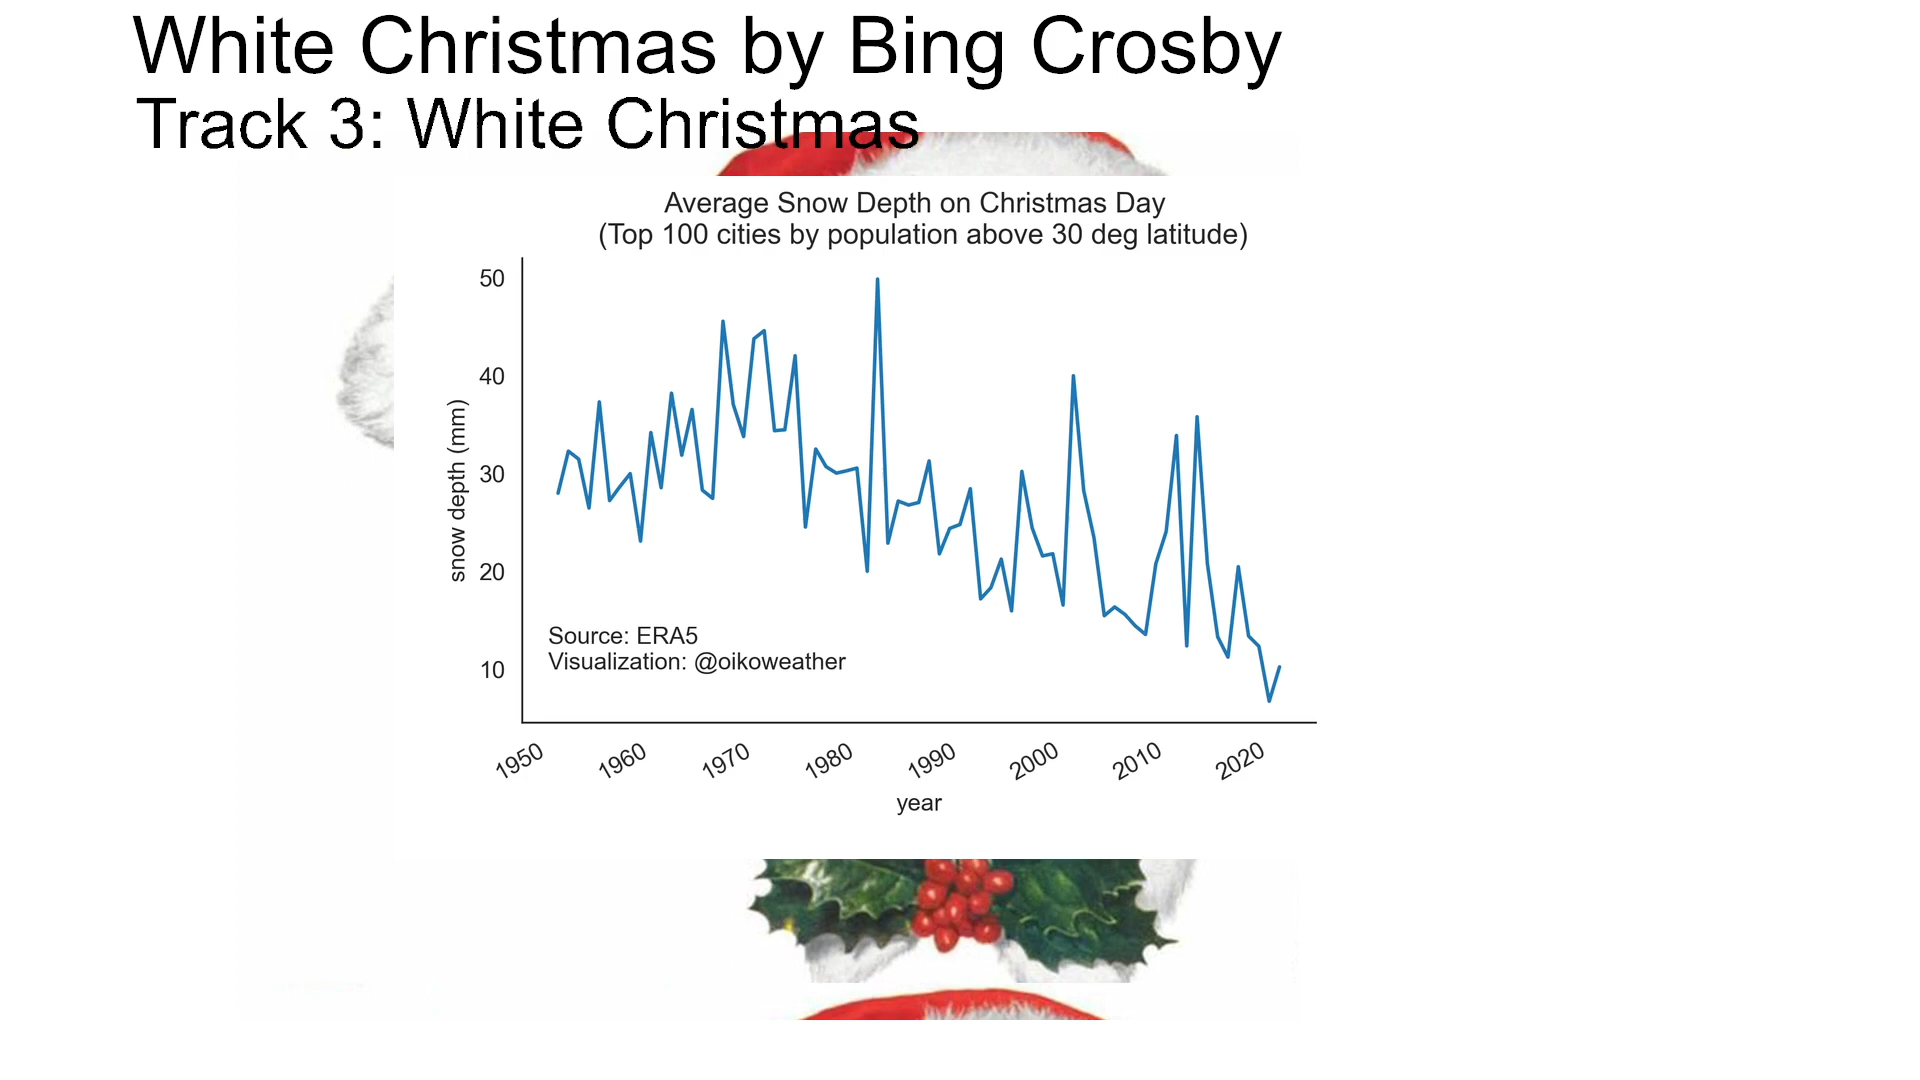 White Christmas by Bing Crosby
Track 3: White Christmas
Average Snow Depth on Christmas Day
(Top 100 cities by population above 30 deg latitude)
50
40
30
20
10
snow depth (mm)
Source: ERA5
Visualization: @oikoweather
1950
1960
1970
1980
1990
2000
2010
2020
year